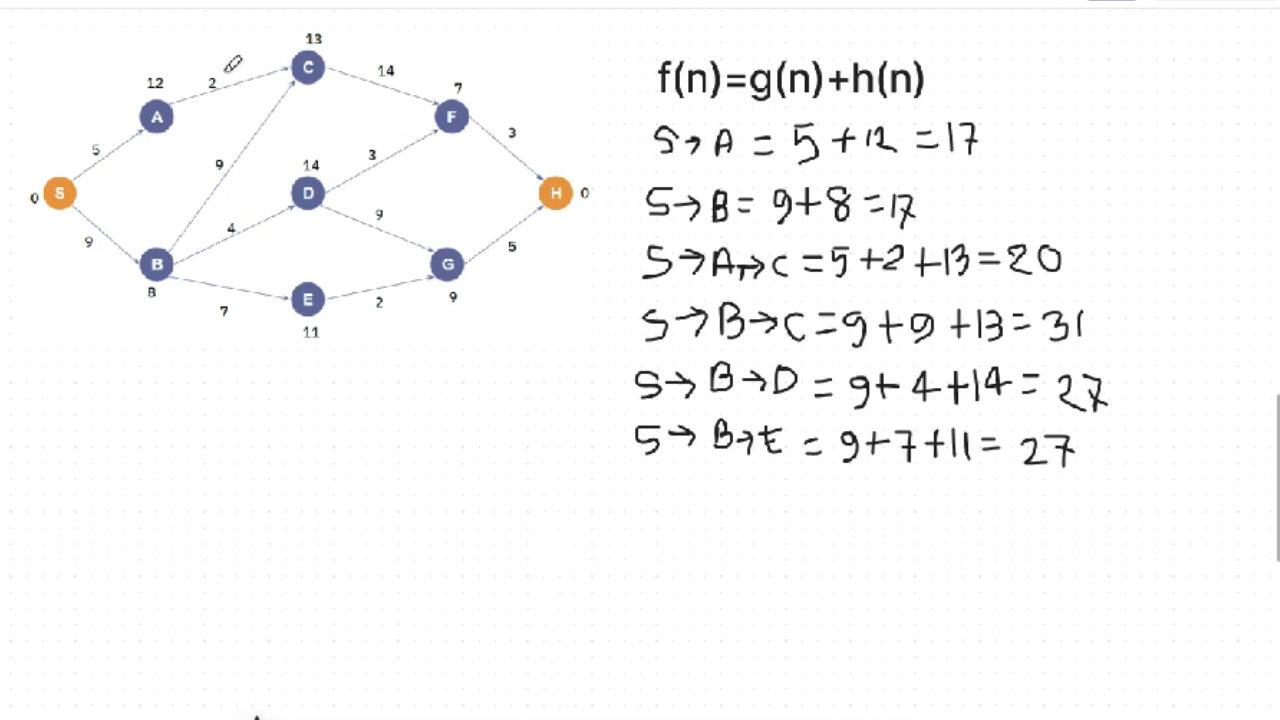 13
12
2
C
14
7
A
F
5
9
14
3
3
0
S
D
H
0
9
4
9
B
G
5
8
7
E
2
9
11
f(n)=g(n)+h(n)
S→A = 5+12 =17
S→B= 9+8 =17
S→A→C =5+2+13=20
S→B→C=9+9+13=31
S→B→D = 9+4+14= 27
S→B→E = 9+7+11= 27